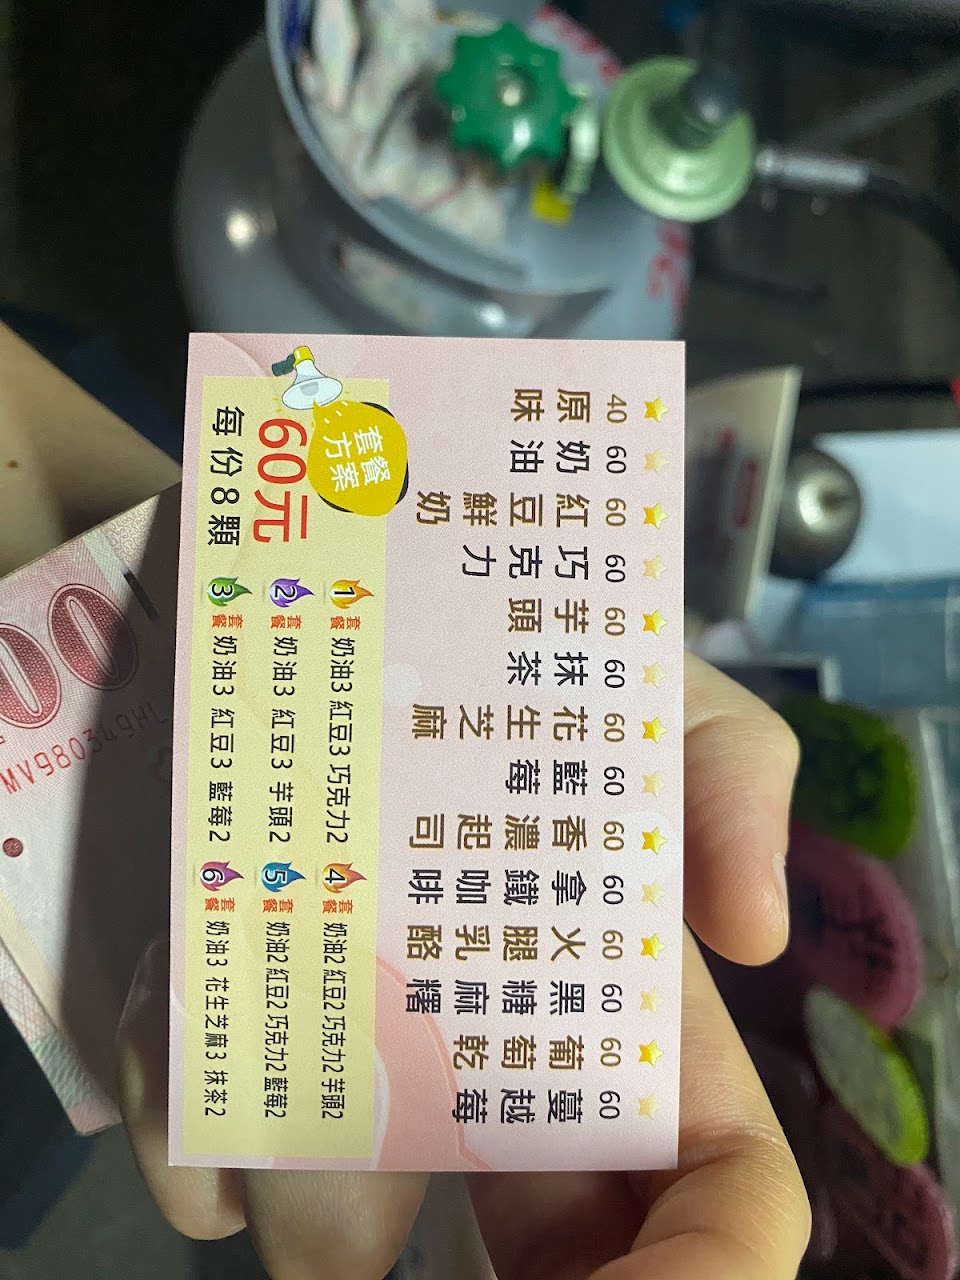 40 原味
60 奶油
60 紅豆鮮奶
60 巧克力
60 芋頭
60 抹茶
60 花生芝麻
60 藍莓
60 香濃起司
60 拿鐵咖啡
60 火腿乳酪
60 黑糖麻糬
60 葡萄乾
60 蔓越莓
套餐
方案
60元
每份8顆
1 套餐 奶油3 紅豆3 巧克力2
2 套餐 奶油3 紅豆3 芋頭2
3 套餐 奶油3 紅豆3 藍莓2
4 套餐 奶油2 紅豆2 巧克力2 芋頭2
5 套餐 奶油2 紅豆2 巧克力2 藍莓2
6 套餐 奶油3 花生芝麻3 抹茶2
00
MV980349HL